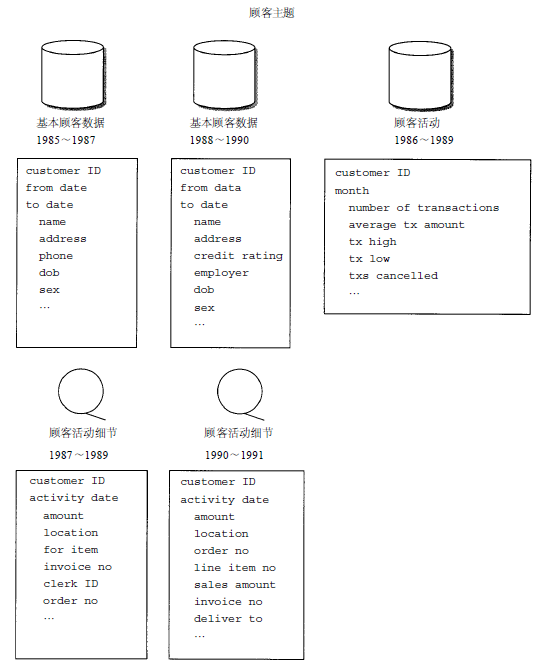 顾客主题
基本顾客数据
1985～1987
customer ID
from date
to date
name
address
phone
dob
sex
…
基本顾客数据
1988～1990
customer ID
from data
to date
name
address
credit rating
employer
dob
sex
…
顾客活动
1986～1989
customer ID
month
number of transactions
average tx amount
tx high
tx low
txs cancelled
…
顾客活动细节
1987～1989
customer ID
activity date
amount
location
for item
invoice no
clerk ID
order no
…
顾客活动细节
1990～1991
customer ID
activity date
amount
location
order no
line item no
sales amount
invoice no
deliver to
…